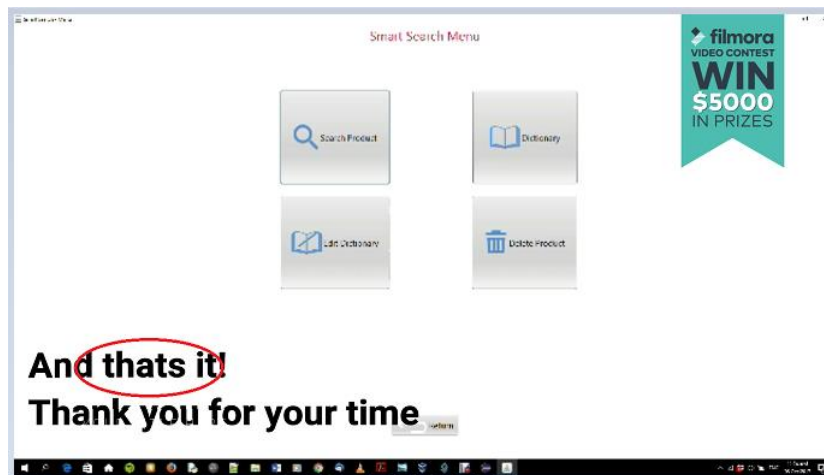 Smart Search Menu
filmora
VIDEO CONTEST
WIN
$5000
IN PRIZES
Search Product
Dictionary
Edit Dictionary
Delete Product
And thats it!
Thank you for your time
Return